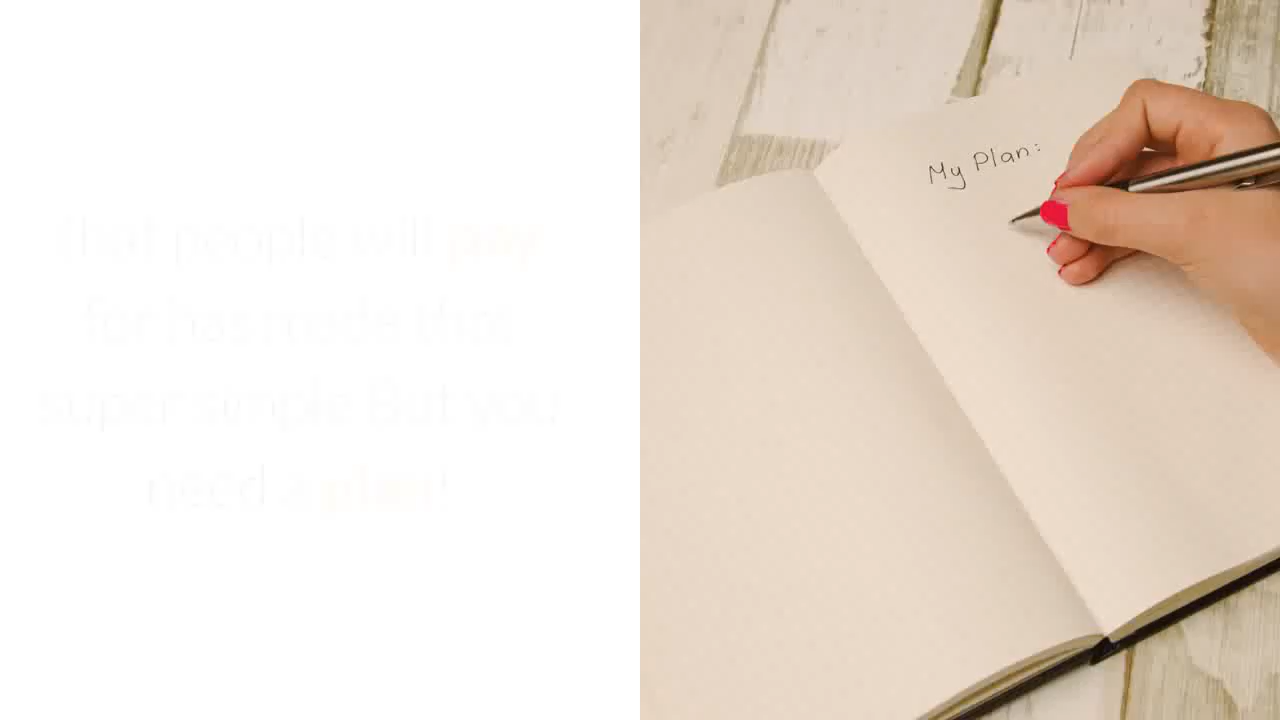 that people will pay
for has made that
super simple But you
need a plan!
My Plan: